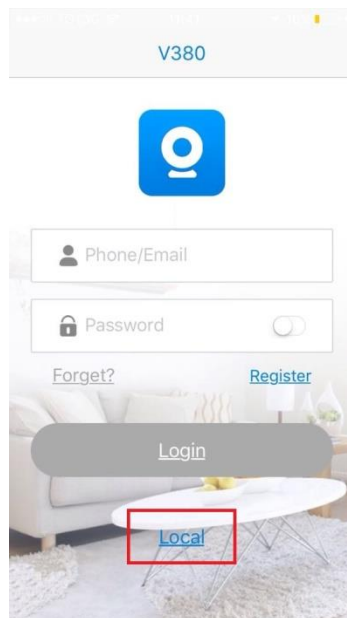 V380
Phone/Email
Password
Forget? Register
Login
Local